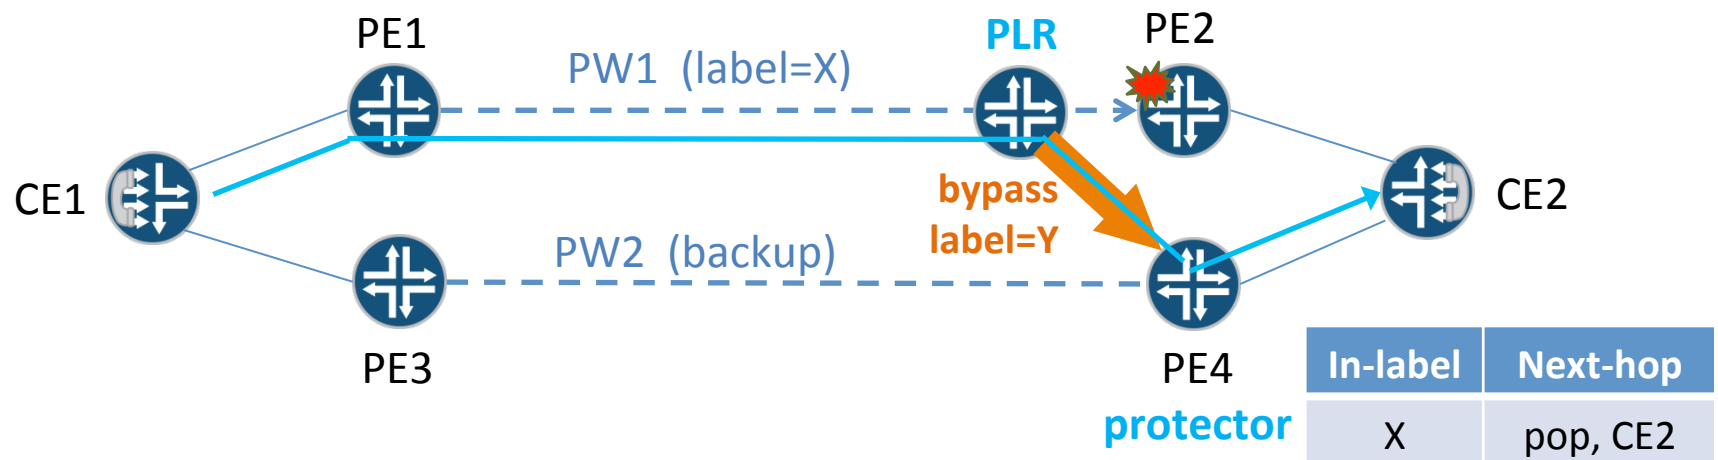 PE1
PLR
PE2
PW1 (label=X)
bypass
label=Y
CE1
CE2
PW2 (backup)
PE3
PE4
protector
In-label Next-hop
X pop, CE2